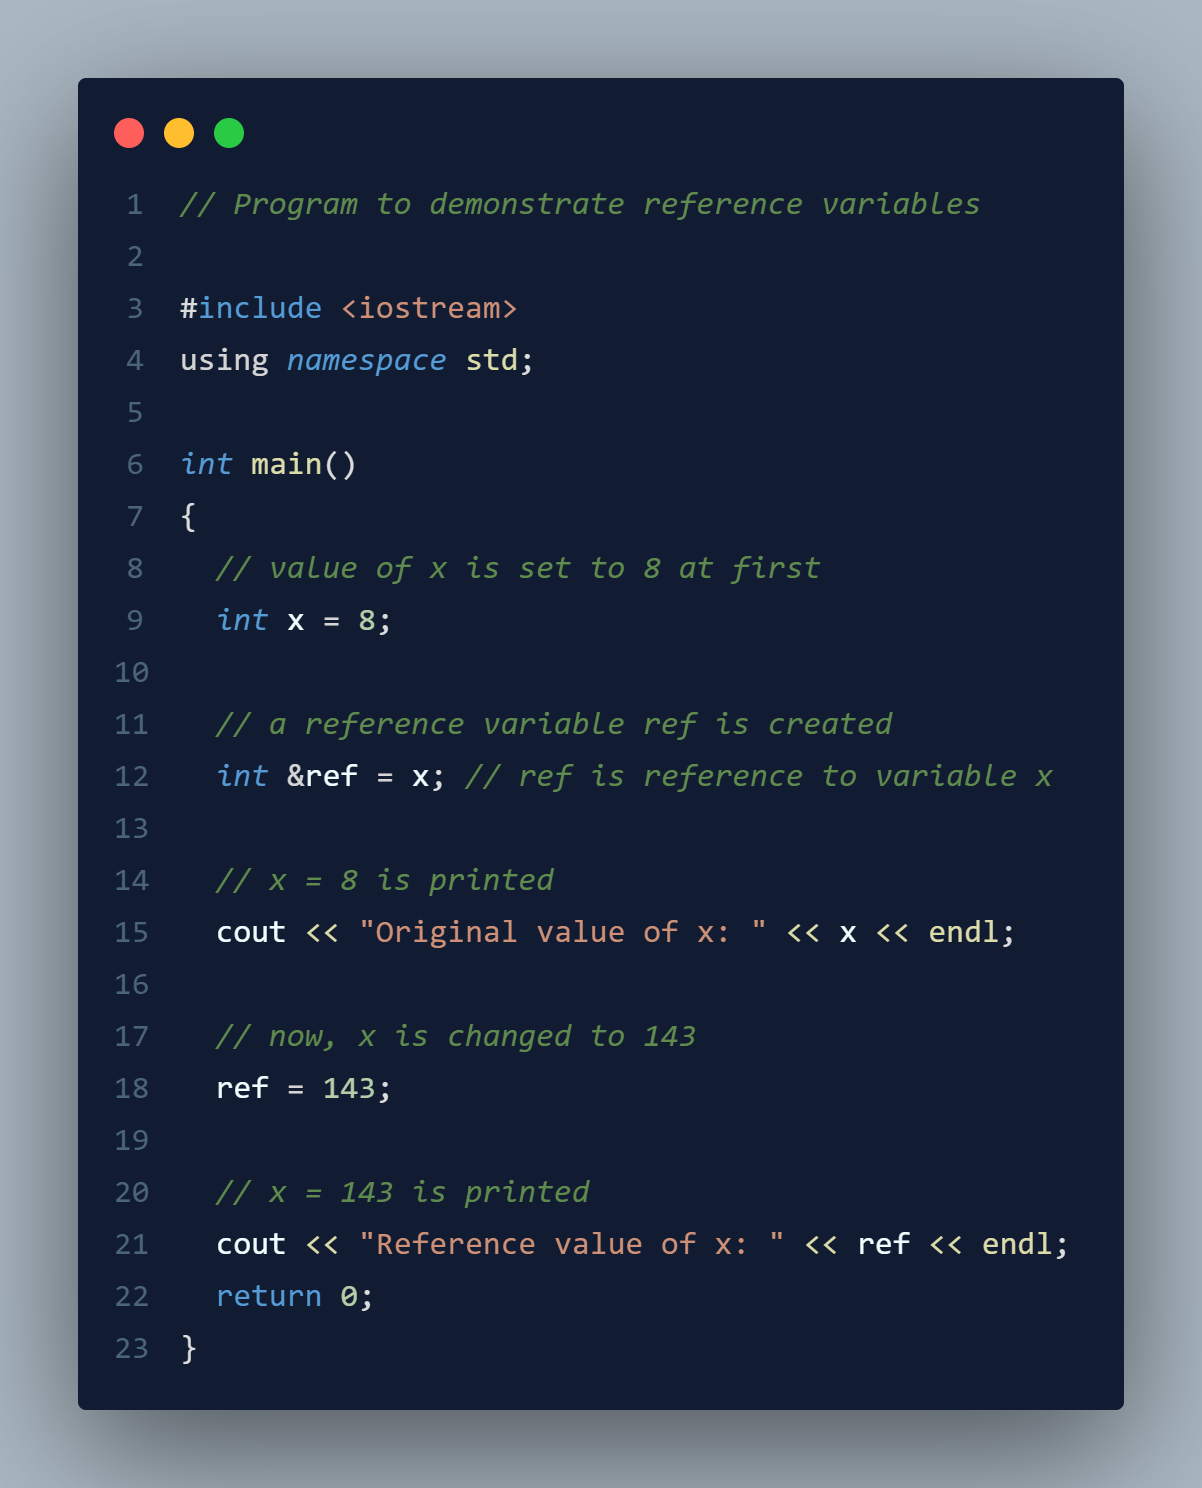 1 // Program to demonstrate reference variables
2
3 #include <iostream>
4 using namespace std;
5
6 int main()
7 {
8   // value of x is set to 8 at first
9   int x = 8;
10
11   // a reference variable ref is created
12   int &ref = x; // ref is reference to variable x
13
14   // x = 8 is printed
15   cout << "Original value of x: " << x << endl;
16
17   // now, x is changed to 143
18   ref = 143;
19
20   // x = 143 is printed
21   cout << "Reference value of x: " << ref << endl;
22   return 0;
23 }